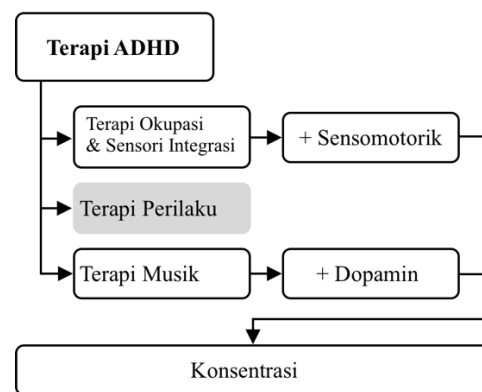 Terapi ADHD
Terapi Okupasi
& Sensori Integrasi
+ Sensomotorik
Terapi Perilaku
Terapi Musik
+ Dopamin
Konsentrasi